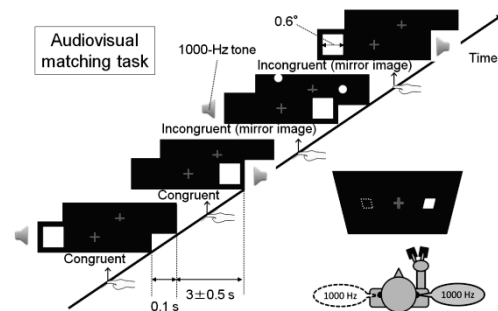 Audiovisual
matching task
0.6°
1000-Hz tone
Time
Incongruent (mirror image)
Incongruent (mirror image)
Congruent
Congruent
0.1 s
3±0.5 s
1000 Hz
1000 Hz